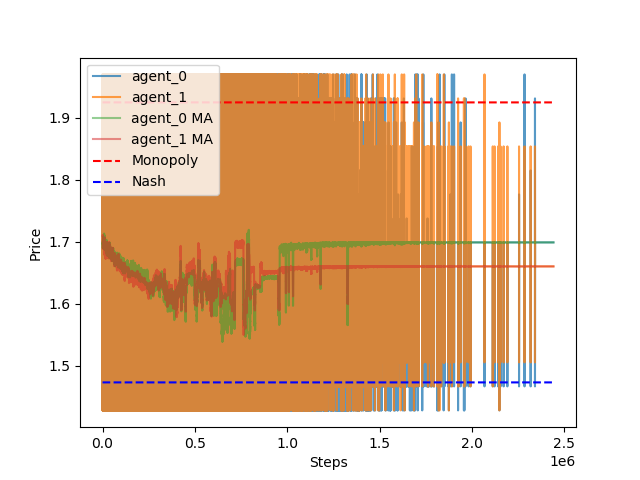 agent_0
agent_1
agent_0 MA
agent_1 MA
Monopoly
Nash
1.9
1.8
1.7
1.6
1.5
Price
0.0 0.5 1.0 1.5 2.0 2.5
Steps 1e6